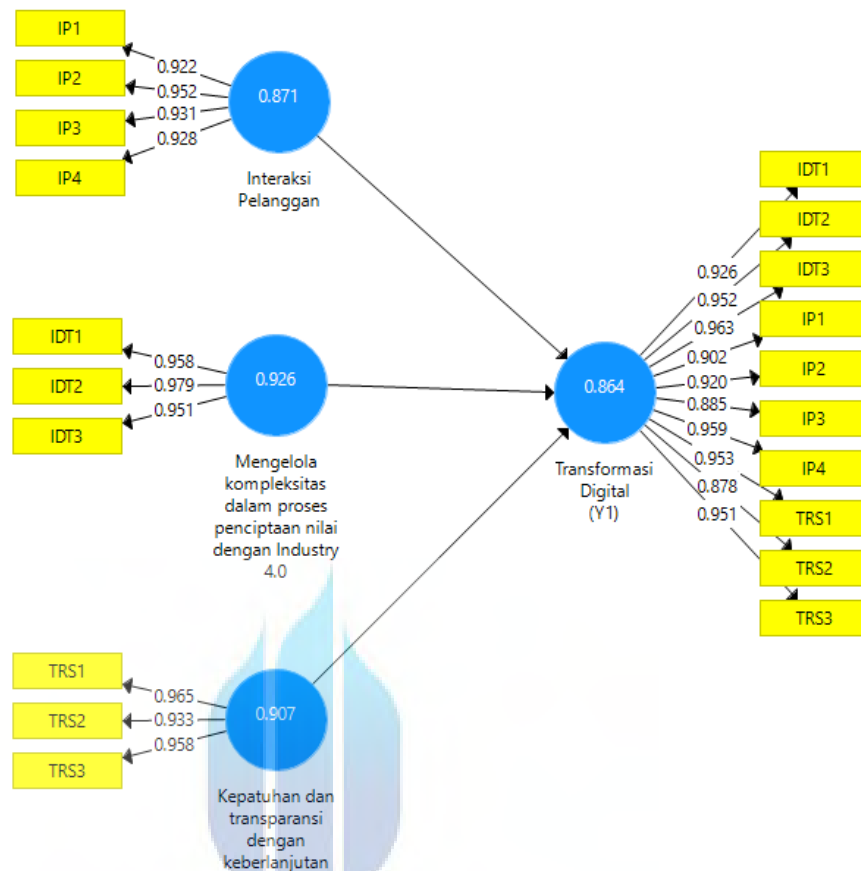 IP1
IP2
IP3
IP4
0.922
0.952
0.931
0.928
0.871
Interaksi
Pelanggan
IDT1
IDT2
IDT3
0.958
0.979
0.951
0.926
Mengelola
kompleksitas
dalam proses
penciptaan nilai
dengan Industry
4.0
TRS1
TRS2
TRS3
0.965
0.933
0.958
0.907
Kepatuhan dan
transparansi
dengan
keberlanjutan
0.864
Transformasi
Digital
(Y1)
0.926
0.952
0.963
0.902
0.920
0.885
0.959
0.953
0.878
0.951
IDT1
IDT2
IDT3
IP1
IP2
IP3
IP4
TRS1
TRS2
TRS3